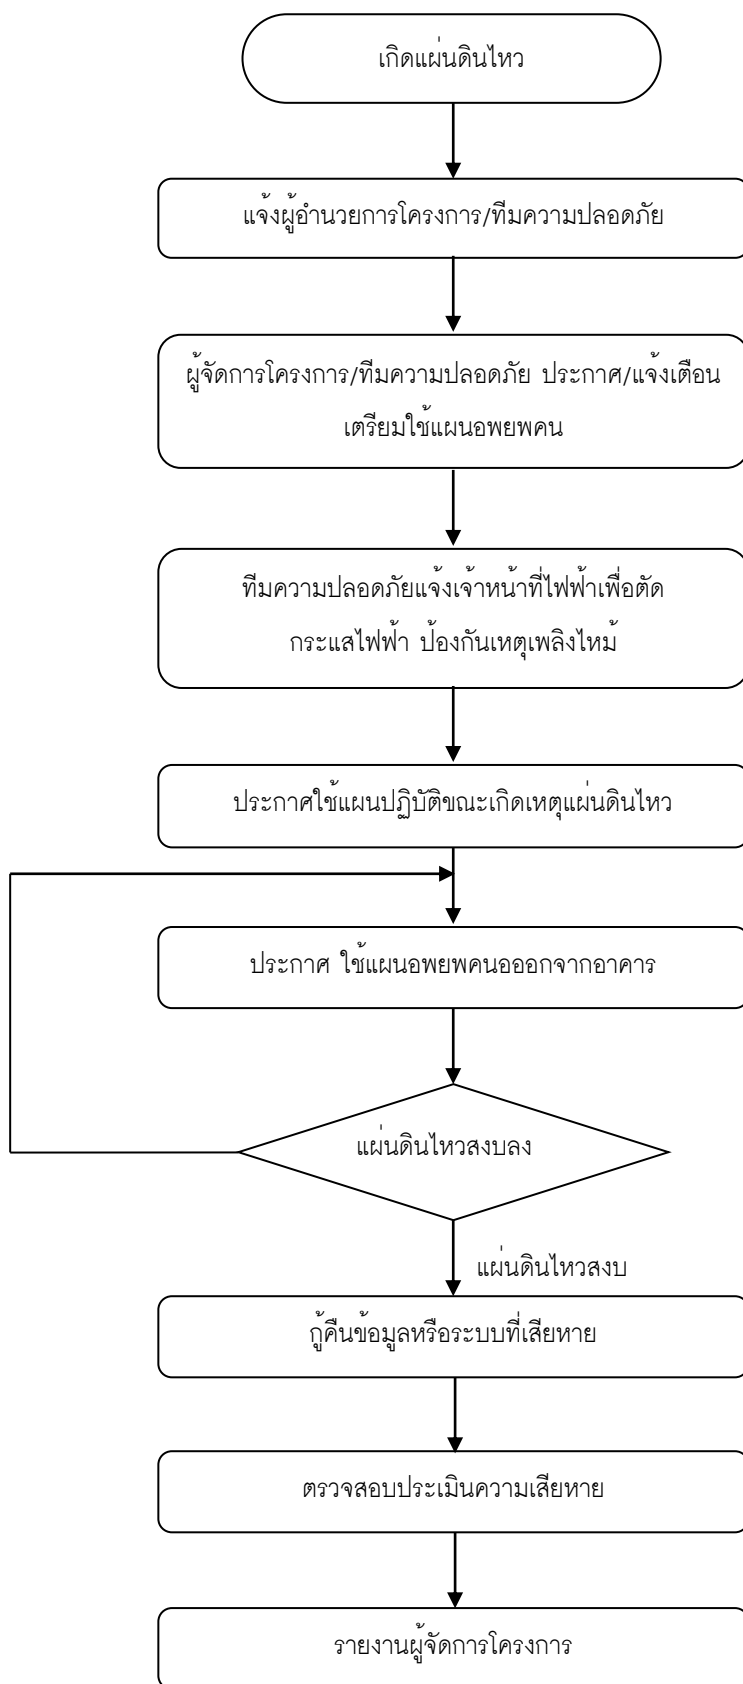 เกิดแผ่นดินไหว
แจ้งผู้อำนวยการโครงการ/ทีมความปลอดภัย
ผู้จัดการโครงการ/ทีมความปลอดภัย ประกาศ/แจ้งเตือน
เตรียมใช้แผนอพยพคน
ทีมความปลอดภัยแจ้งเจ้าหน้าที่ไฟฟ้าเพื่อตัด
กระแสไฟฟ้า ป้องกันเหตุเพลิงไหม้
ประกาศใช้แผนปฏิบัติขณะเกิดเหตุแผ่นดินไหว
ประกาศ ใช้แผนอพยพคนอออกจากอาคาร
แผ่นดินไหวสงบลง
แผ่นดินไหวสงบ
กู้คืนข้อมูลหรือระบบที่เสียหาย
ตรวจสอบประเมินความเสียหาย
รายงานผู้จัดการโครงการ